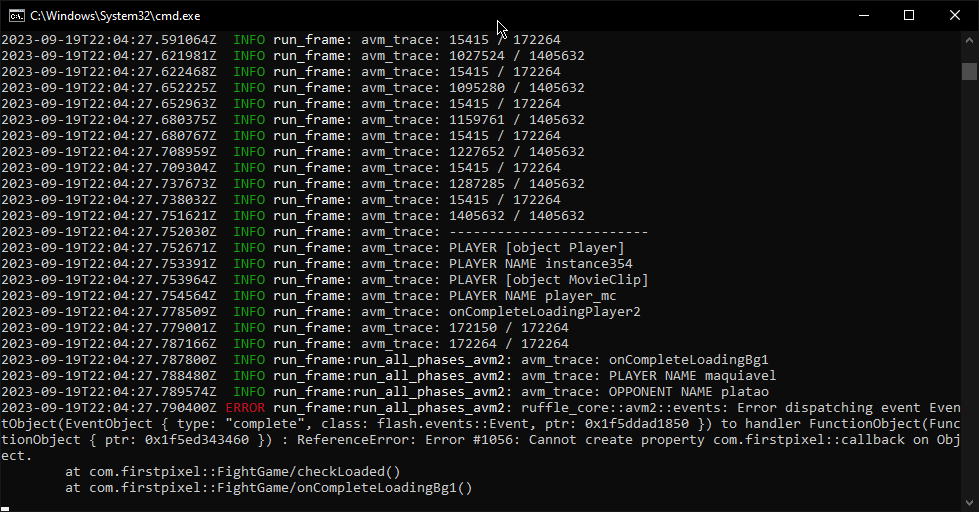 C:\Windows\System32\cmd.exe
2023-09-19T22:04:27.591064Z  INFO run_frame: avm_trace: 15415 / 172264
2023-09-19T22:04:27.621981Z  INFO run_frame: avm_trace: 1027524 / 1405632
2023-09-19T22:04:27.622468Z  INFO run_frame: avm_trace: 15415 / 172264
2023-09-19T22:04:27.652225Z  INFO run_frame: avm_trace: 1095280 / 1405632
2023-09-19T22:04:27.652963Z  INFO run_frame: avm_trace: 15415 / 172264
2023-09-19T22:04:27.680375Z  INFO run_frame: avm_trace: 1159761 / 1405632
2023-09-19T22:04:27.680767Z  INFO run_frame: avm_trace: 15415 / 172264
2023-09-19T22:04:27.708959Z  INFO run_frame: avm_trace: 1227652 / 1405632
2023-09-19T22:04:27.709304Z  INFO run_frame: avm_trace: 15415 / 172264
2023-09-19T22:04:27.737673Z  INFO run_frame: avm_trace: 1287285 / 1405632
2023-09-19T22:04:27.738032Z  INFO run_frame: avm_trace: 15415 / 172264
2023-09-19T22:04:27.751621Z  INFO run_frame: avm_trace: 1405632 / 1405632
2023-09-19T22:04:27.752030Z  INFO run_frame: avm_trace: -------------------------
2023-09-19T22:04:27.752671Z  INFO run_frame: avm_trace: PLAYER [object Player]
2023-09-19T22:04:27.753391Z  INFO run_frame: avm_trace: PLAYER NAME instance354
2023-09-19T22:04:27.753964Z  INFO run_frame: avm_trace: PLAYER [object MovieClip]
2023-09-19T22:04:27.754564Z  INFO run_frame: avm_trace: PLAYER NAME player_mc
2023-09-19T22:04:27.778509Z  INFO run_frame: avm_trace: onCompleteLoadingPlayer2
2023-09-19T22:04:27.779001Z  INFO run_frame: avm_trace: 172150 / 172264
2023-09-19T22:04:27.787166Z  INFO run_frame: avm_trace: 172264 / 172264
2023-09-19T22:04:27.787800Z  INFO run_frame:run_all_phases_avm2: avm_trace: onCompleteLoadingBg1
2023-09-19T22:04:27.788480Z  INFO run_frame:run_all_phases_avm2: avm_trace: PLAYER NAME maquiavel
2023-09-19T22:04:27.789574Z  INFO run_frame:run_all_phases_avm2: avm_trace: OPPONENT NAME platao
2023-09-19T22:04:27.790400Z ERROR run_frame:run_all_phases_avm2: ruffle_core::avm2::events: Error dispatching event Even
tObject(EventObject { type: "complete", class: flash.events::Event, ptr: 0x1f5ddad1850 }) to handler FunctionObject(Func
tionObject { ptr: 0x1f5ed343460 }) : ReferenceError: Error #1056: Cannot create property com.firstpixel::callback on Obj
ect.
        at com.firstpixel::FightGame/checkLoaded()
        at com.firstpixel::FightGame/onCompleteLoadingBg1()